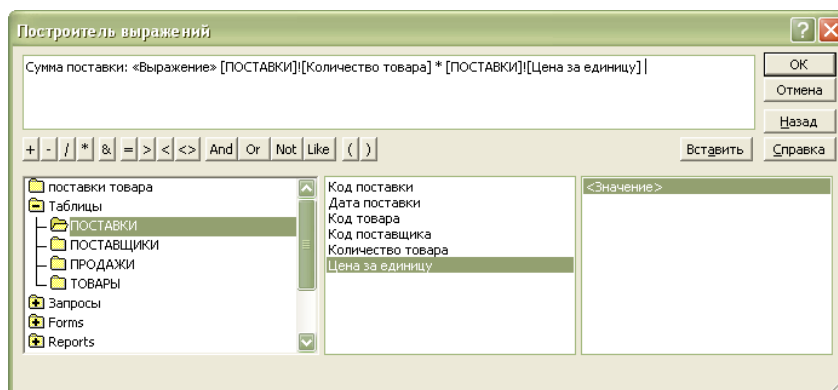 Построитель выражений
Сумма поставки: «Выражение» [ПОСТАВКИ]![Количество товара] * [ПОСТАВКИ]![Цена за единицу]
ОК
Отмена
Назад
Справка
+ - / * & = > < <> And Or Not Like ( )
Вставить
поставки товара
Таблицы
ПОСТАВКИ
ПОСТАВЩИКИ
ПРОДАЖИ
ТОВАРЫ
Запросы
Forms
Reports
Код поставки
Дата поставки
Код товара
Код поставщика
Количество товара
Цена за единицу
<Значение>